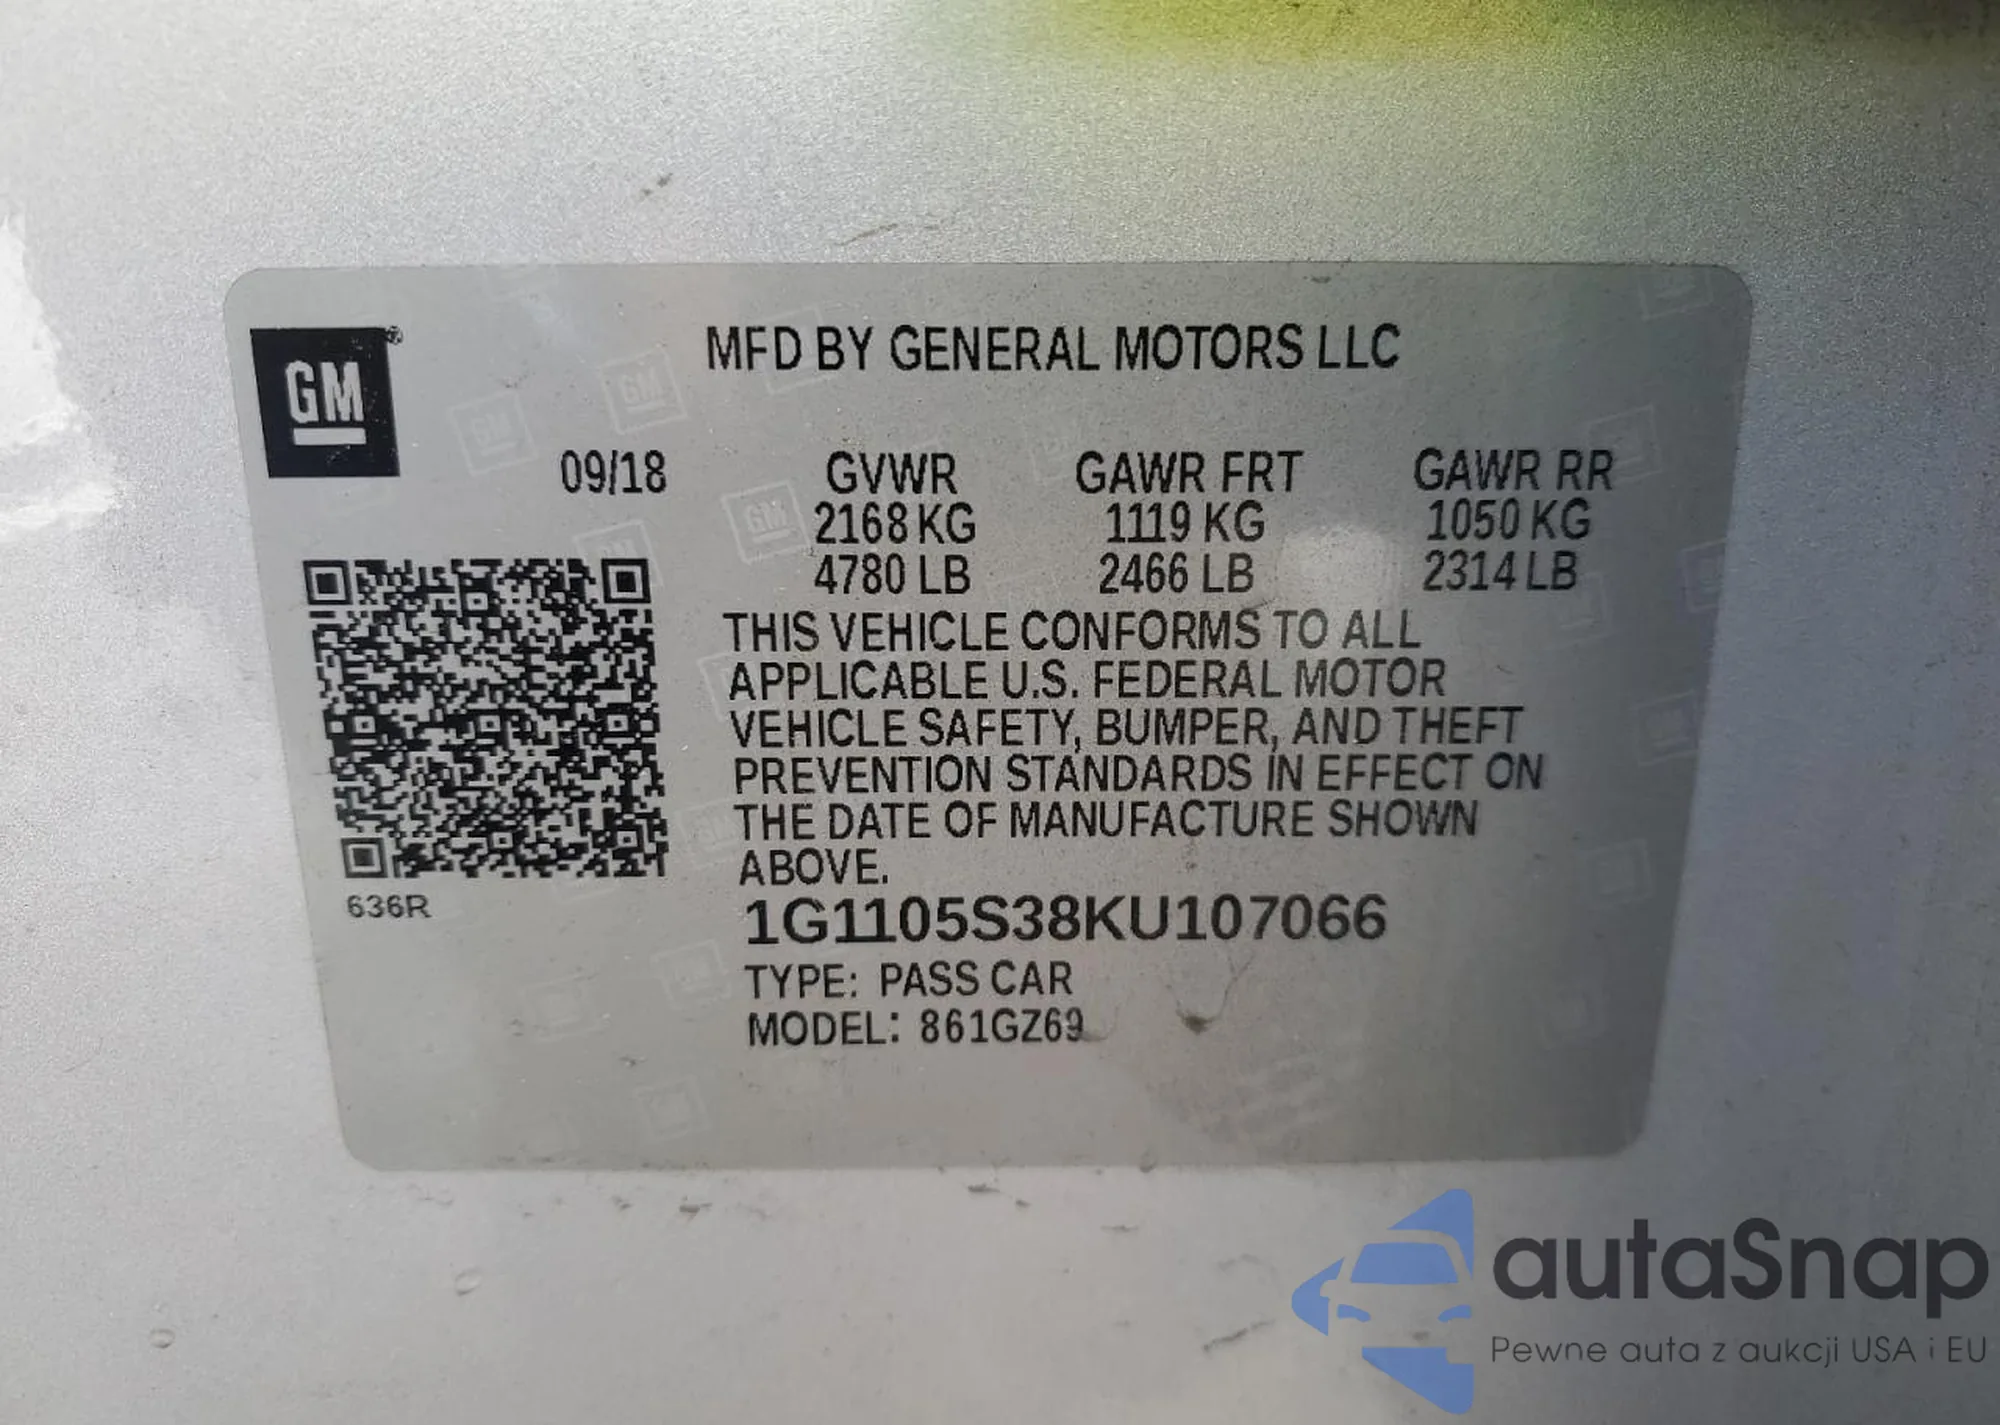 GM®
MFD BY GENERAL MOTORS LLC
09/18 GVWR GAWR FRT GAWR RR
2168 KG 1119 KG 1050 KG
4780 LB 2466 LB 2314 LB
THIS VEHICLE CONFORMS TO ALL
APPLICABLE U.S. FEDERAL MOTOR
VEHICLE SAFETY, BUMPER, AND THEFT
PREVENTION STANDARDS IN EFFECT ON
THE DATE OF MANUFACTURE SHOWN
ABOVE.
636R
1G1105S38KU107066
TYPE: PASS CAR
MODEL: 861GZ69
autaSnap
Pewne auta z aukcji USA i EU